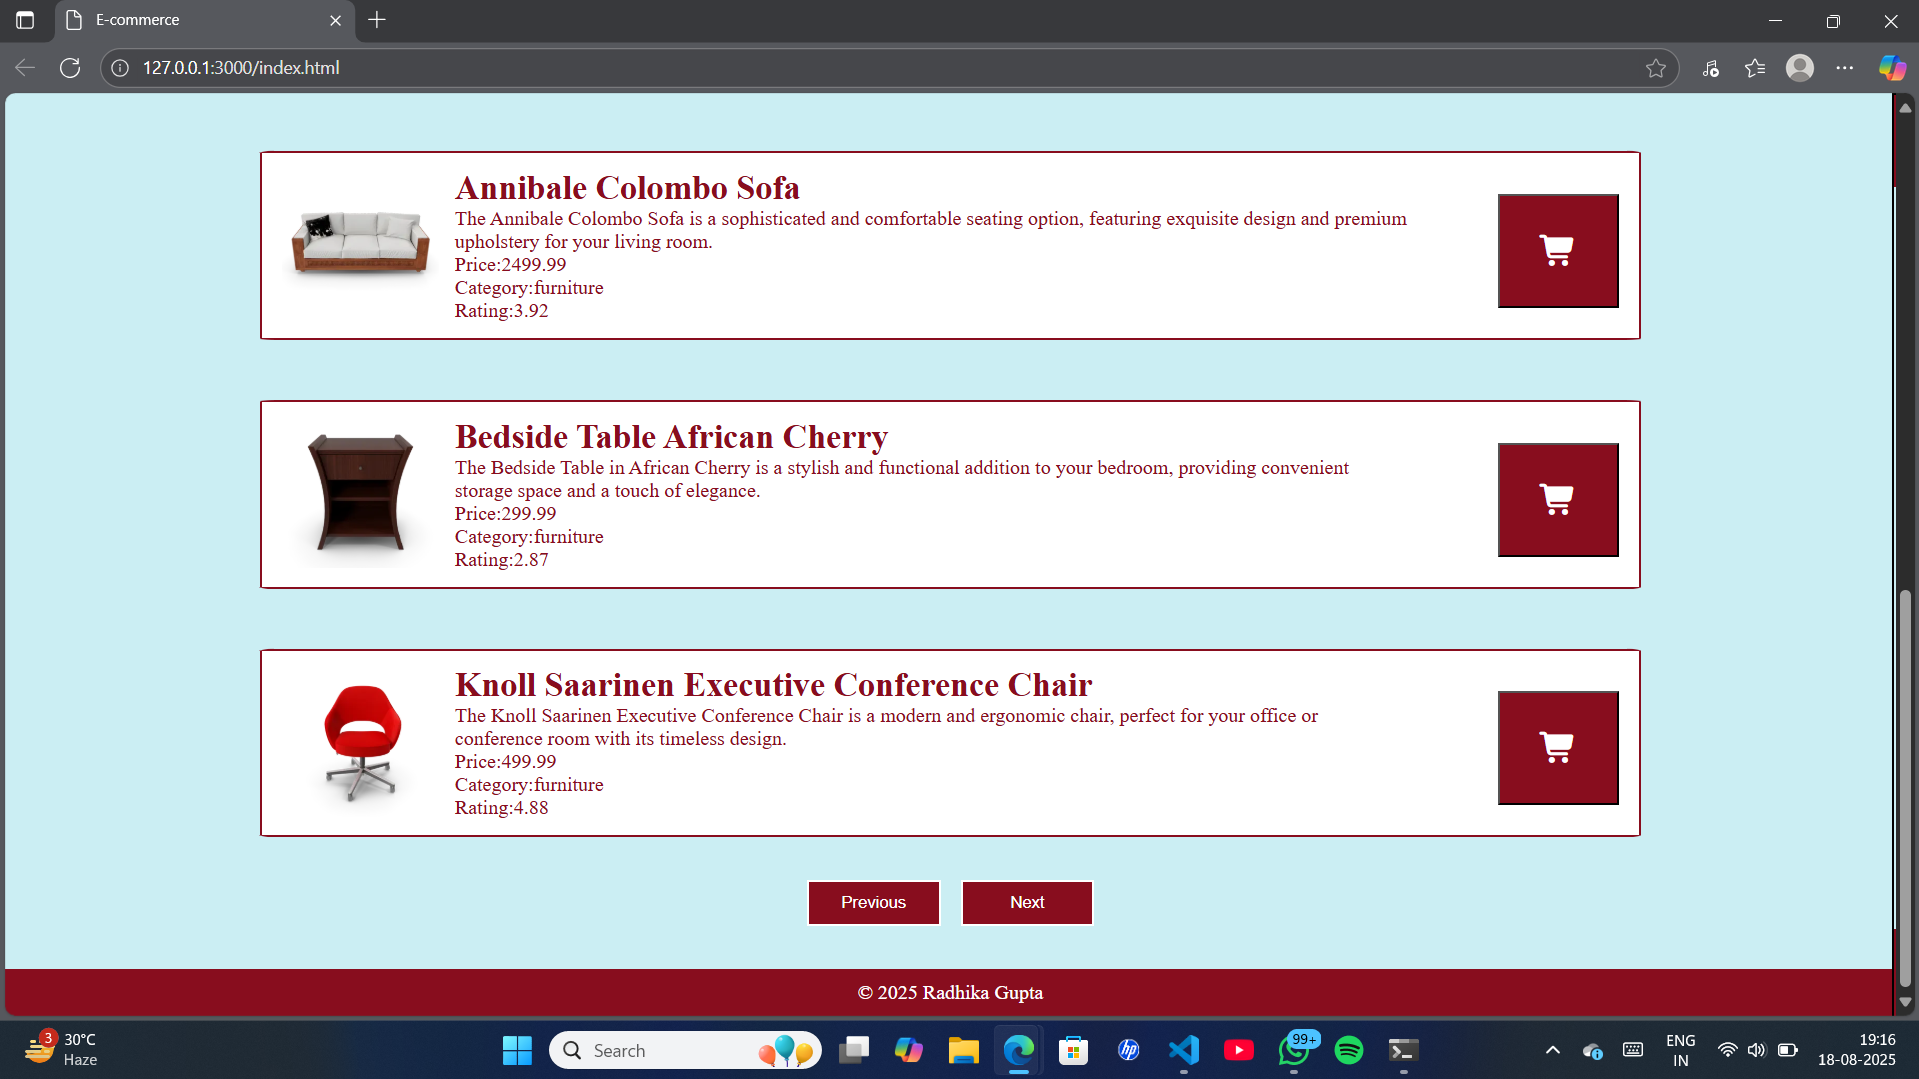 E-commerce
127.0.0.1:3000/index.html
Annibale Colombo Sofa
The Annibale Colombo Sofa is a sophisticated and comfortable seating option, featuring exquisite design and premium
upholstery for your living room.
Price:2499.99
Category:furniture
Rating:3.92
Bedside Table African Cherry
The Bedside Table in African Cherry is a stylish and functional addition to your bedroom, providing convenient
storage space and a touch of elegance.
Price:299.99
Category:furniture
Rating:2.87
Knoll Saarinen Executive Conference Chair
The Knoll Saarinen Executive Conference Chair is a modern and ergonomic chair, perfect for your office or
conference room with its timeless design.
Price:499.99
Category:furniture
Rating:4.88
Previous
Next
© 2025 Radhika Gupta
3
30°C
Haze
Search
hp
99+
ENG
IN
19:16
18-08-2025